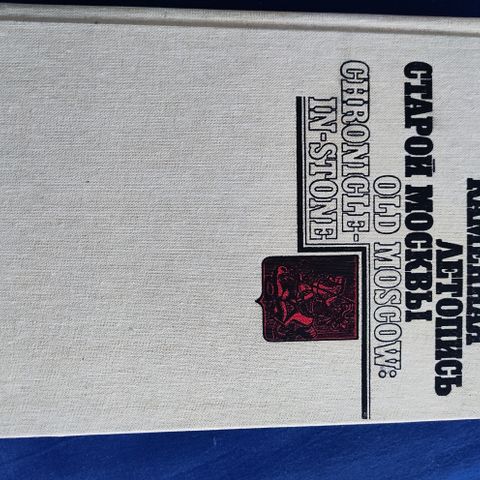 КАМЕННАЯ
ЛЕТОПИСЬ
СТАРОЙ МОСКВЫ
OLD MOSCOW:
CHRONICLE-
IN-STONE